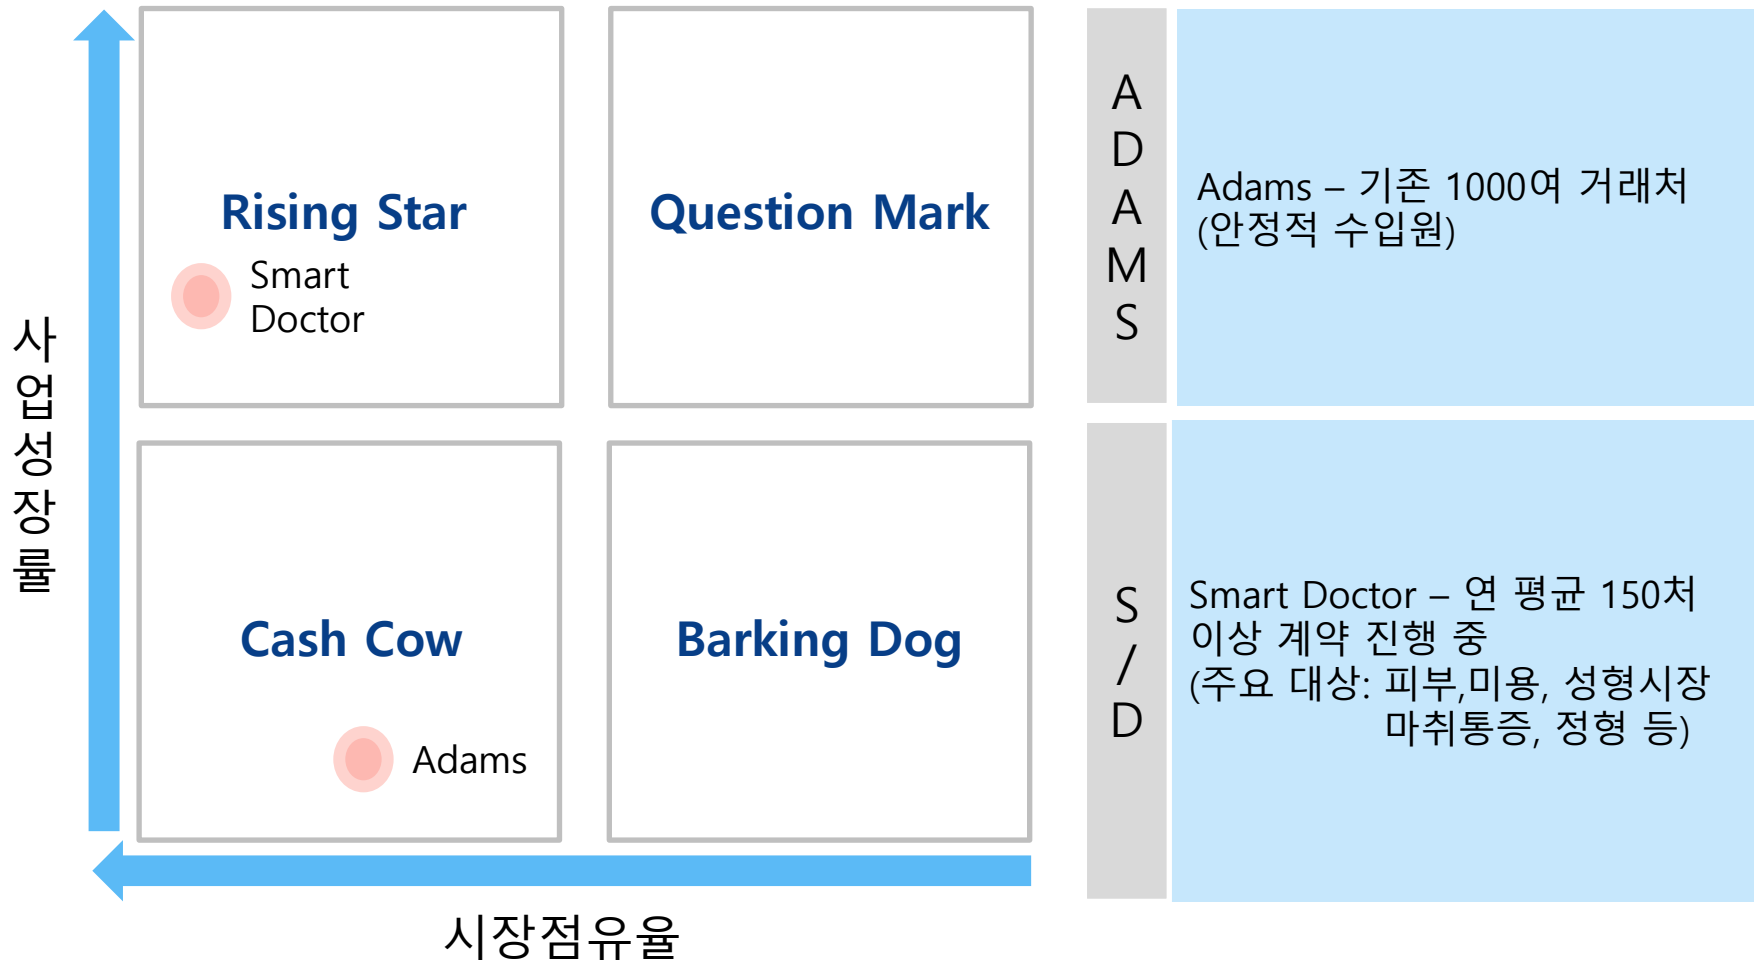 사업성장률
Rising Star
Smart
Doctor
Question Mark
Cash Cow
Adams
Barking Dog
시장점유율
ADAMS
Adams – 기존 1000여 거래처
(안정적 수입원)
S/D
Smart Doctor – 연 평균 150처
이상 계약 진행 중
(주요 대상: 피부,미용, 성형시장
마취통증, 정형 등)